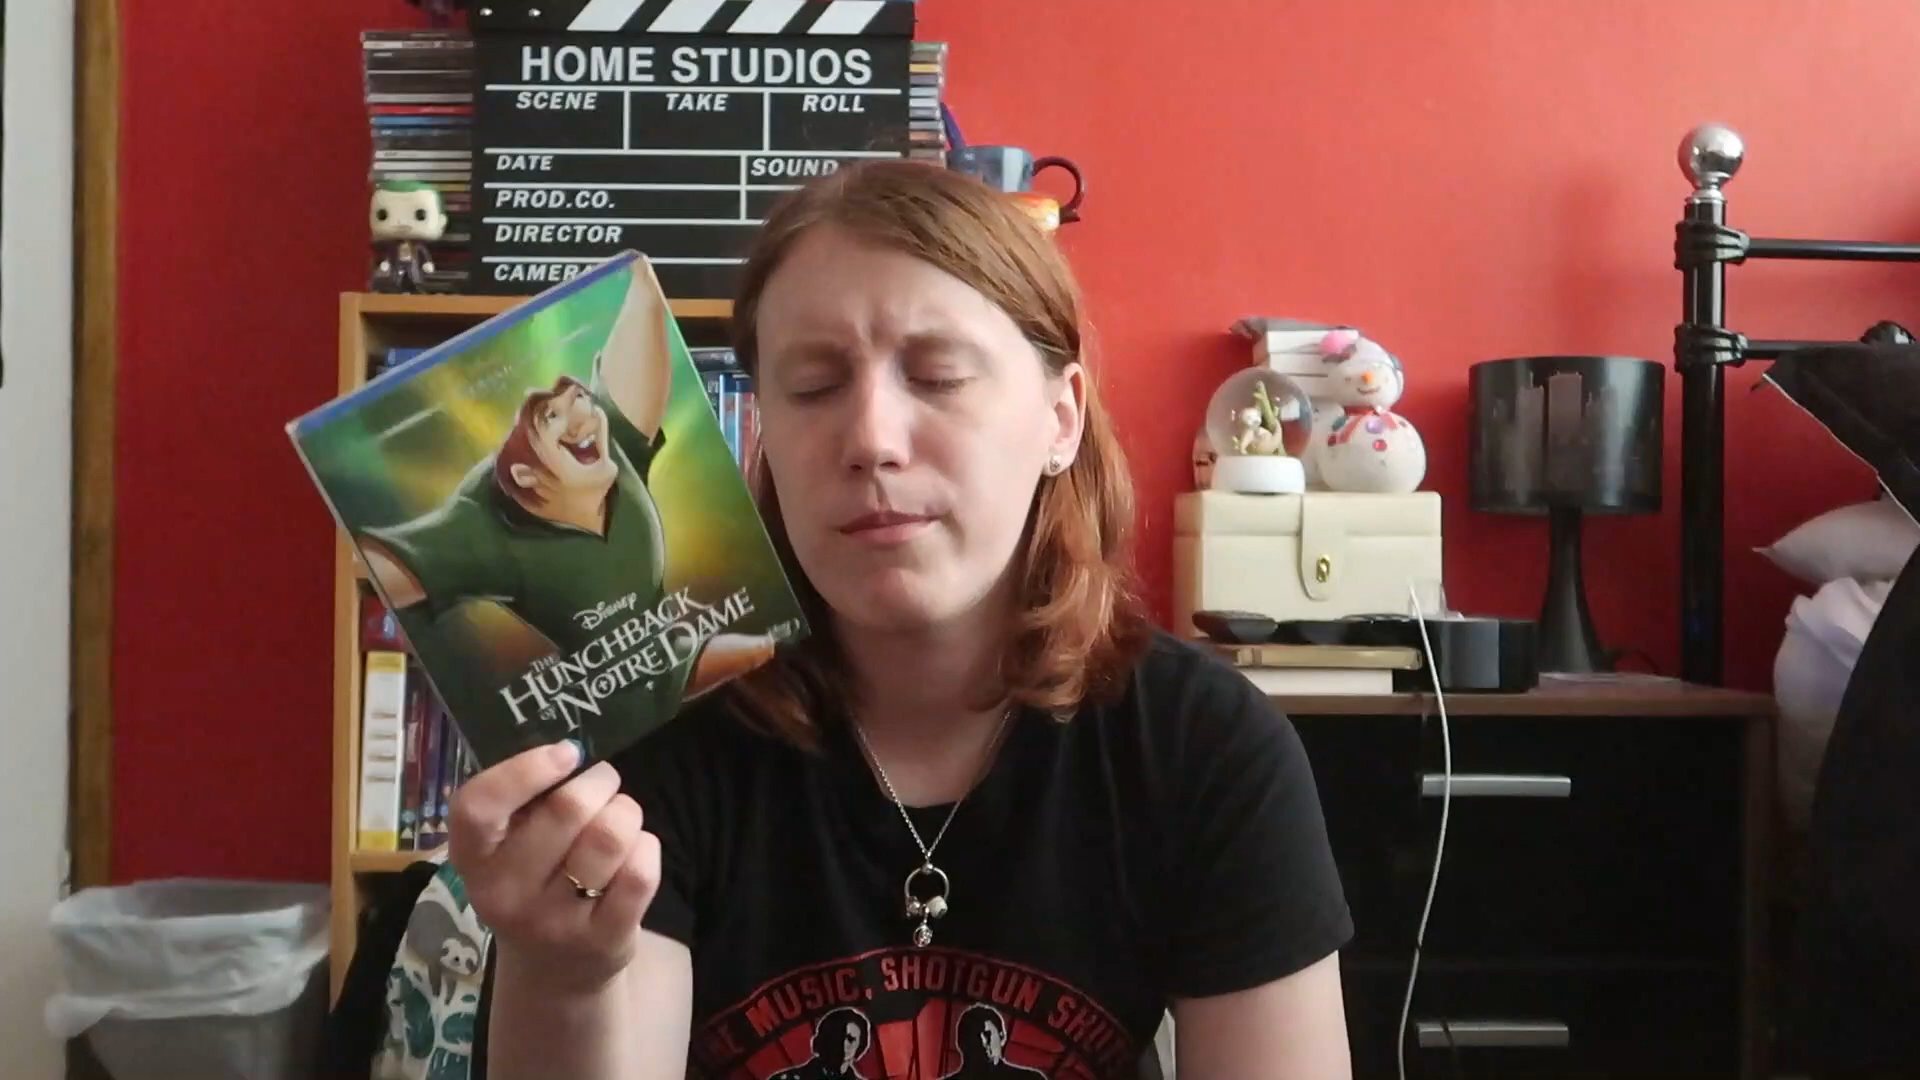 HOME STUDIOS
SCENE TAKE ROLL
DATE SOUND
PROD.CO.
DIRECTOR
CAMERA
Disney
THE
HUNCHBACK
OF NOTRE DAME
MUSIC, SHOTGUN